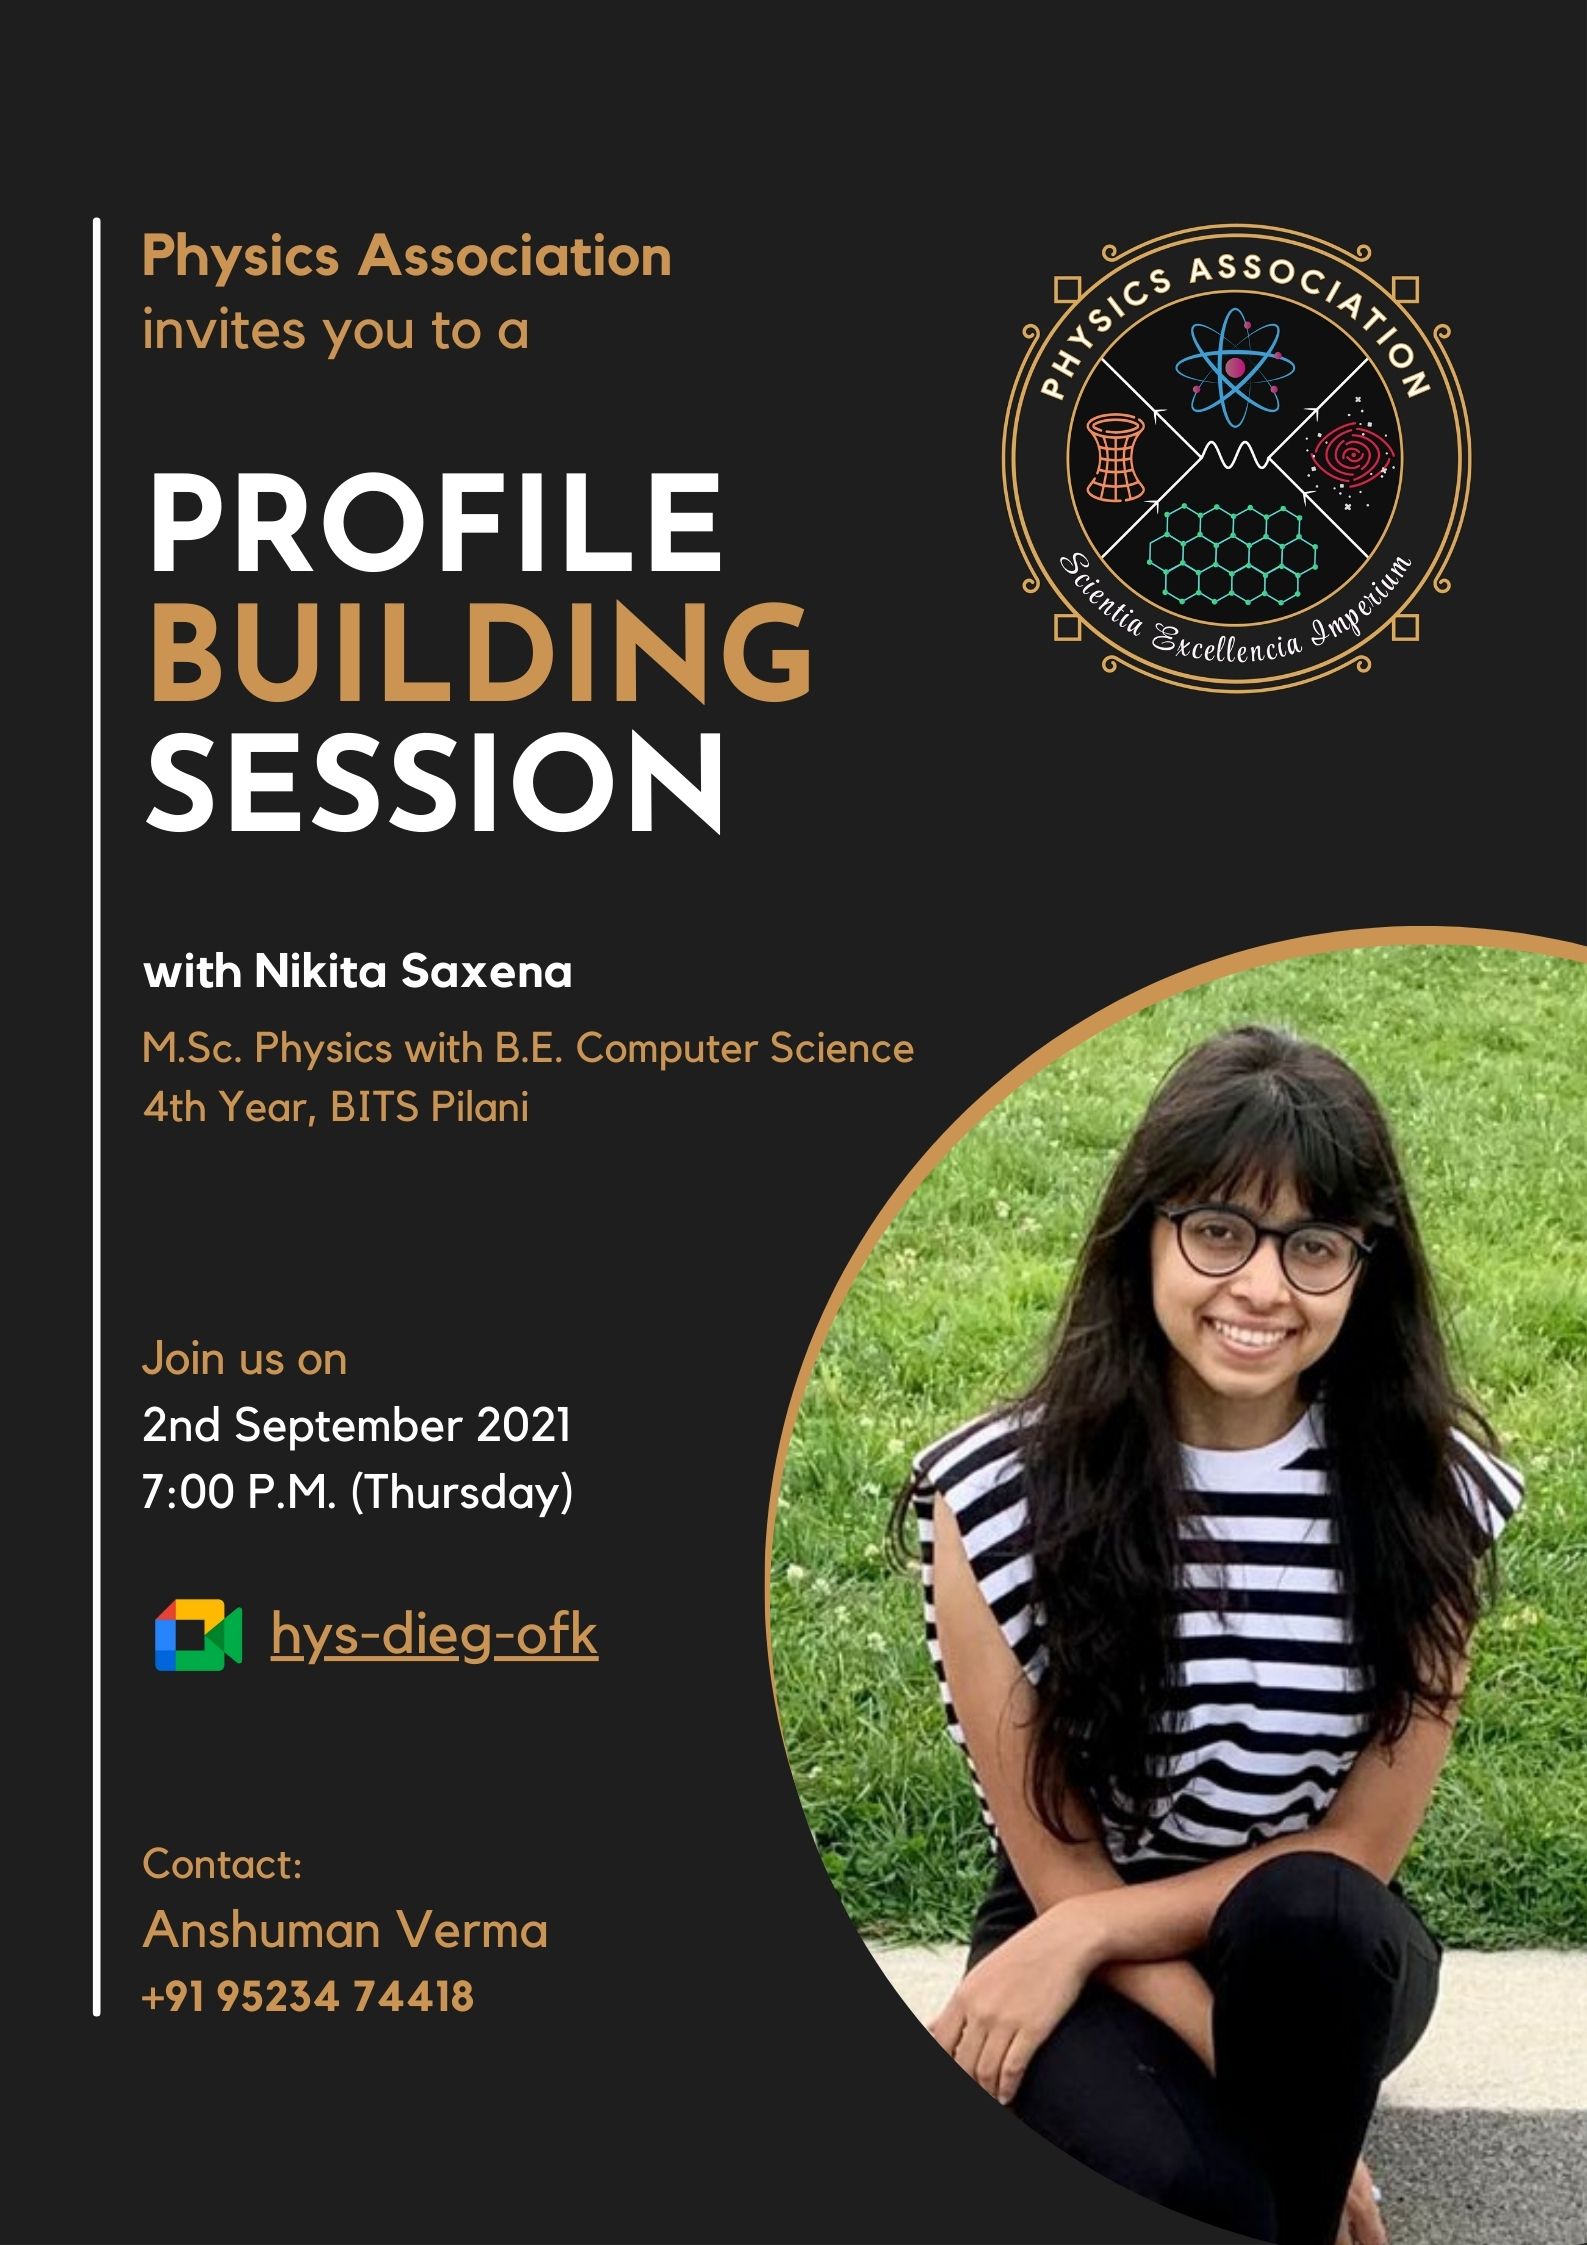 Physics Association
invites you to a
PROFILE
BUILDING
SESSION
PHYSICS ASSOCIATION
Scientia Excellencia Imperium
with Nikita Saxena
M.Sc. Physics with B.E. Computer Science
4th Year, BITS Pilani
Join us on
2nd September 2021
7:00 P.M. (Thursday)
hys-dieg-ofk
Contact:
Anshuman Verma
+91 95234 74418